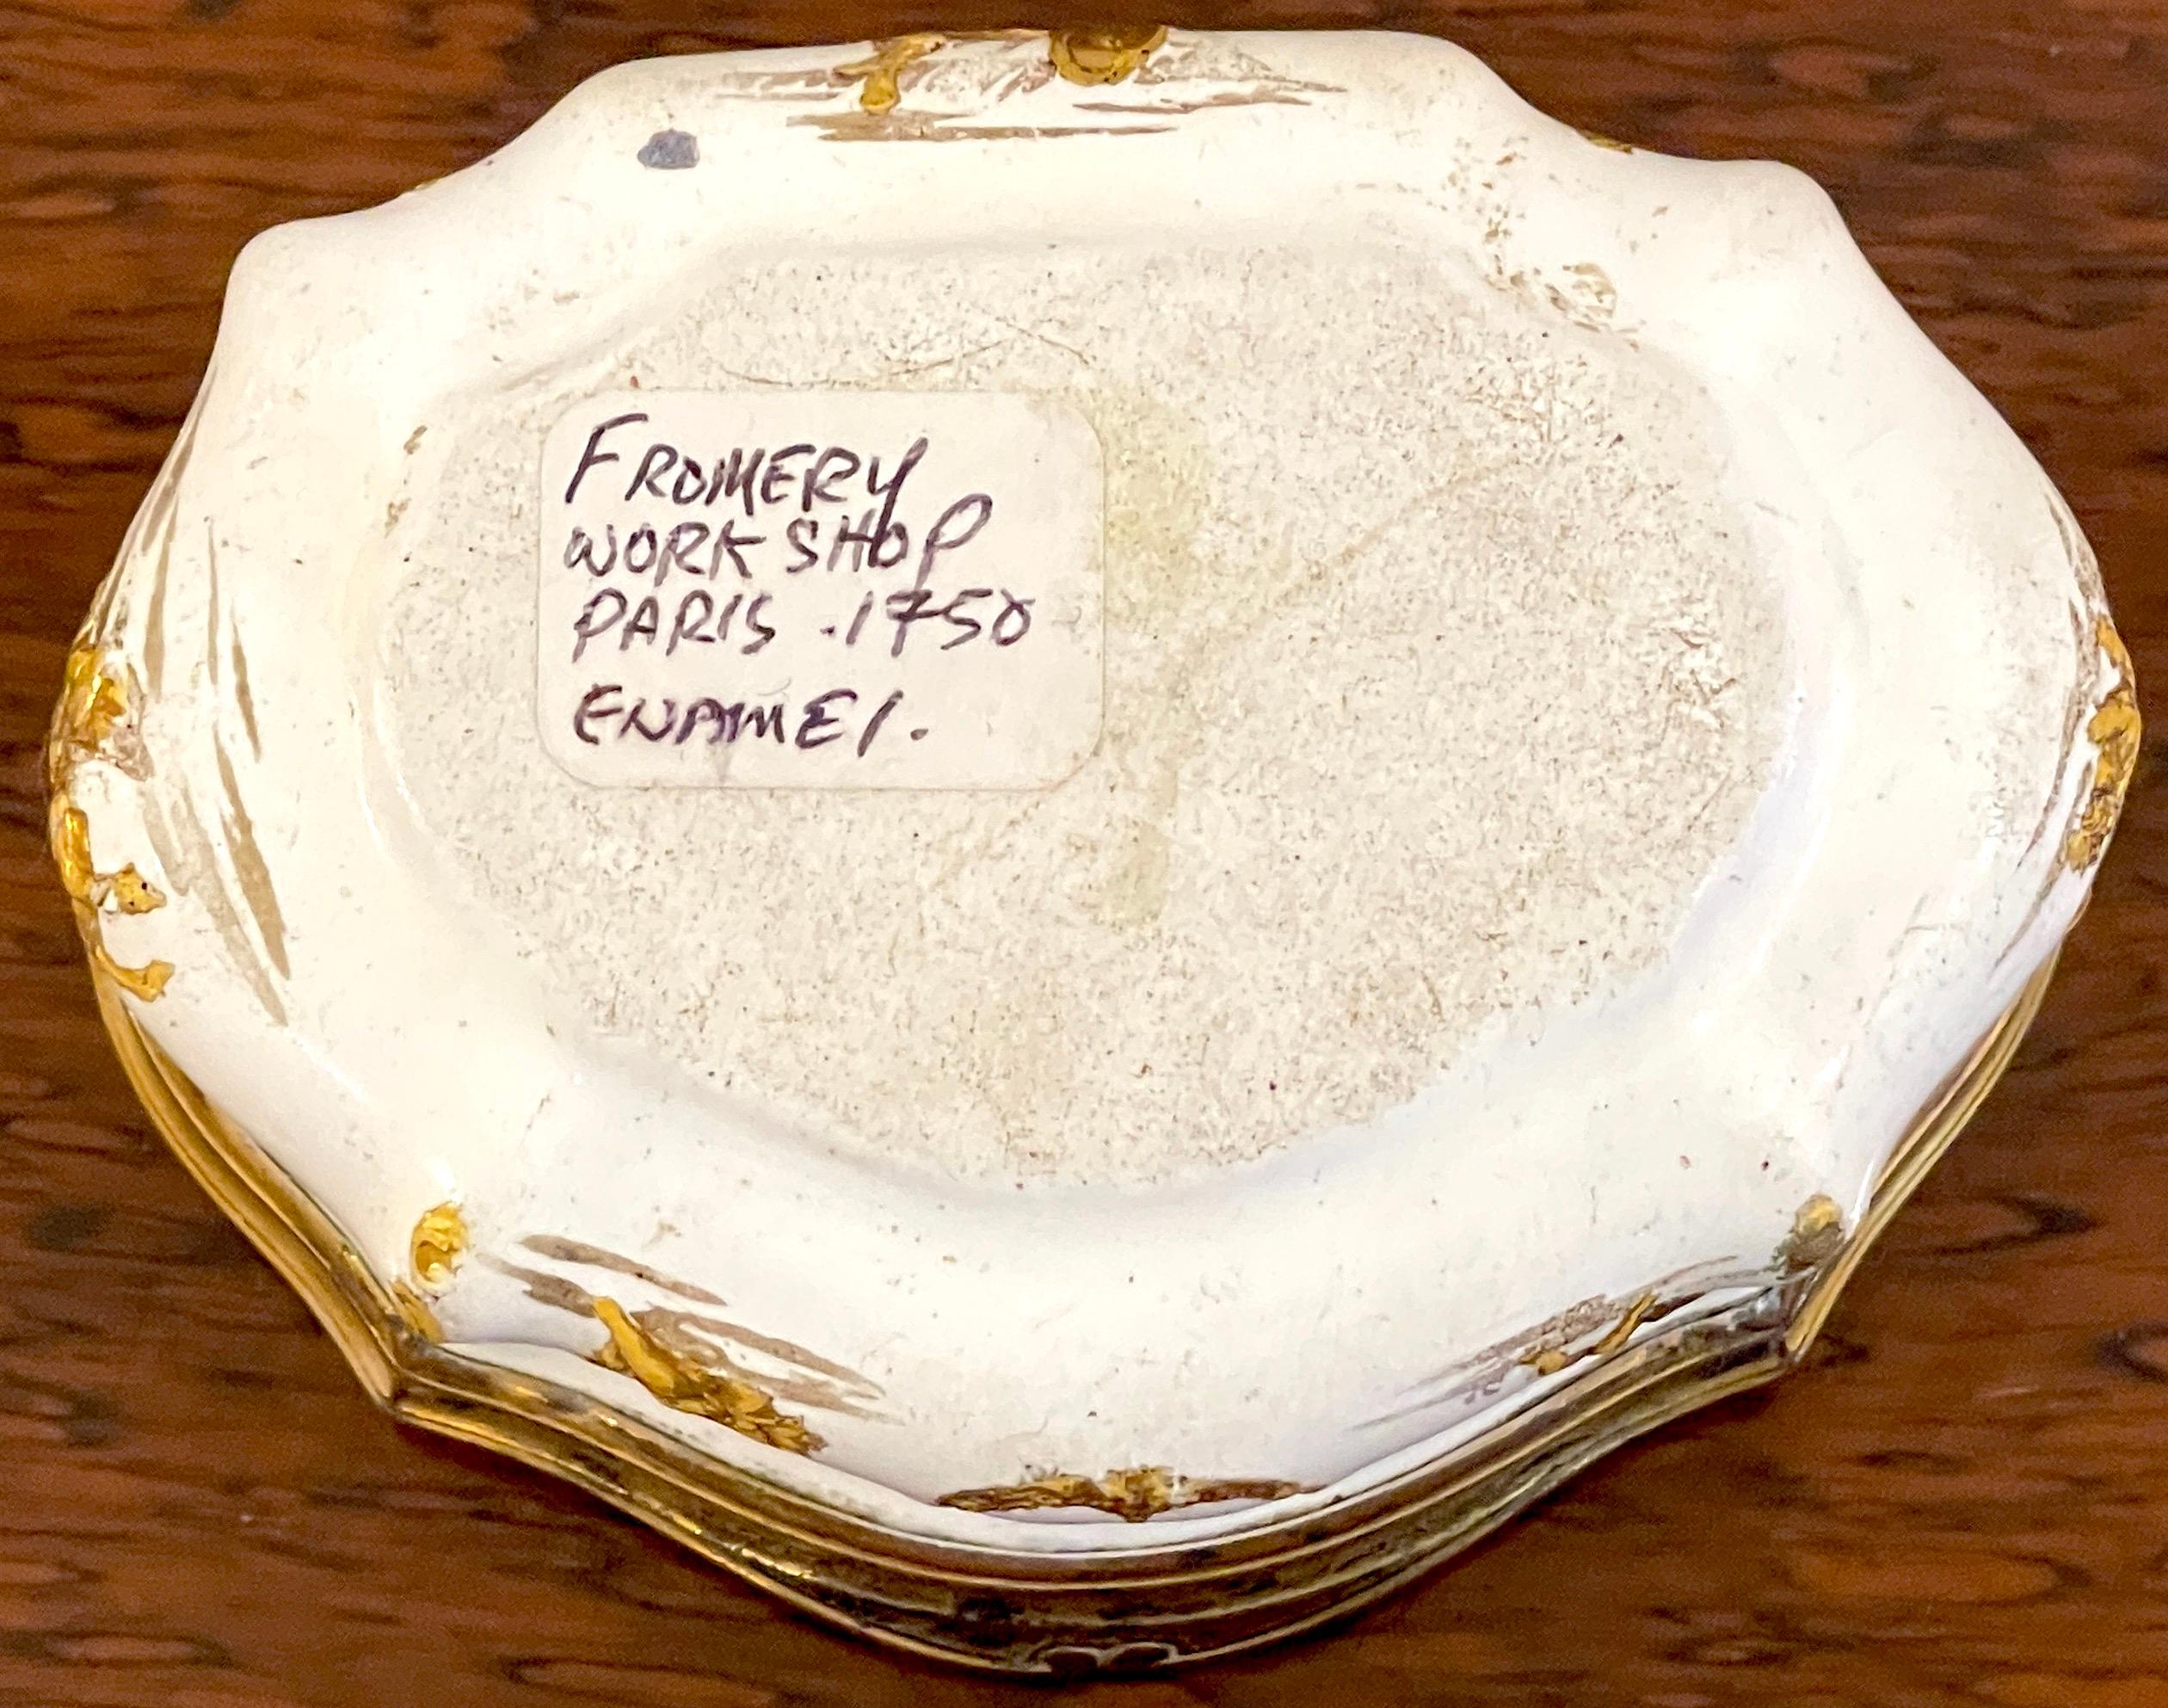 FROMERY
WORKSHOP
PARIS .1750
ENAMEl.